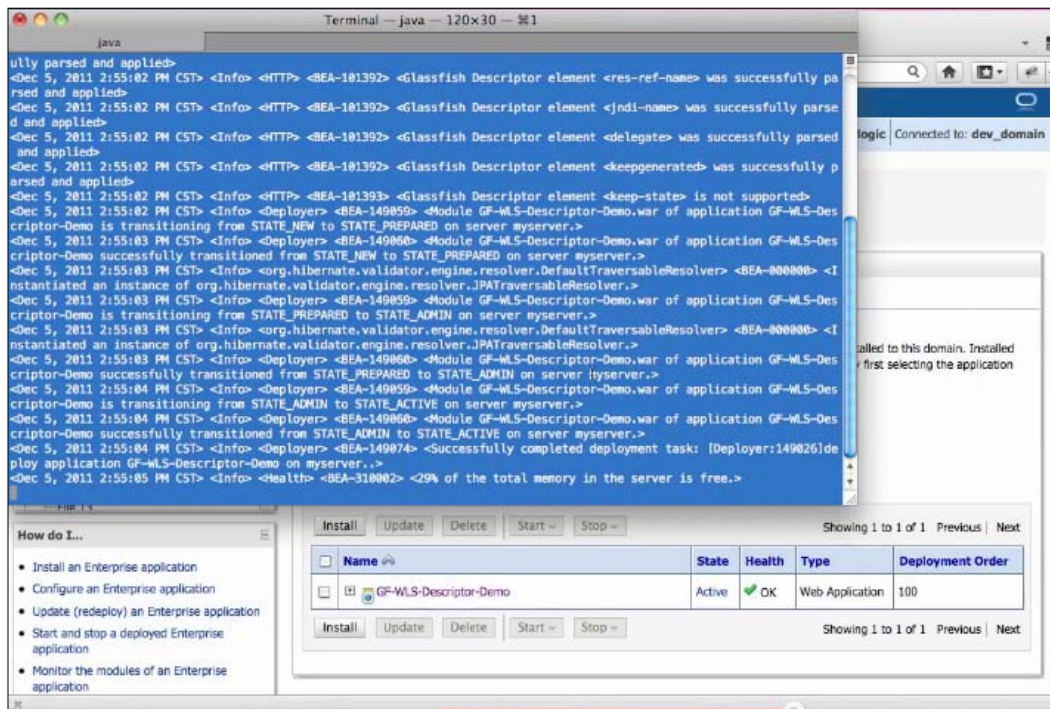 Terminal — java — 120×30 — ⌘1
java
ully parsed and applied>
<Dec 5, 2011 2:55:02 PM CST> <Info> <HTTP> <BEA-101392> <Glassfish Descriptor element <res-ref-name> was successfully pa
rsed and applied>
<Dec 5, 2011 2:55:02 PM CST> <Info> <HTTP> <BEA-101392> <Glassfish Descriptor element <jndi-name> was successfully parse
d and applied>
<Dec 5, 2011 2:55:02 PM CST> <Info> <HTTP> <BEA-101392> <Glassfish Descriptor element <delegate> was successfully parsed
and applied>
<Dec 5, 2011 2:55:02 PM CST> <Info> <HTTP> <BEA-101392> <Glassfish Descriptor element <keepgenerated> was successfully p
arsed and applied>
<Dec 5, 2011 2:55:02 PM CST> <Info> <HTTP> <BEA-101393> <Glassfish Descriptor element <keep-state> is not supported>
<Dec 5, 2011 2:55:02 PM CST> <Info> <Deployer> <BEA-149059> <Module GF-WLS-Descriptor-Demo.war of application GF-WLS-Des
criptor-Demo is transitioning from STATE_NEW to STATE_PREPARED on server myserver.>
<Dec 5, 2011 2:55:03 PM CST> <Info> <Deployer> <BEA-149060> <Module GF-WLS-Descriptor-Demo.war of application GF-WLS-Des
criptor-Demo successfully transitioned from STATE_NEW to STATE_PREPARED on server myserver.>
<Dec 5, 2011 2:55:03 PM CST> <Info> <org.hibernate.validator.engine.resolver.DefaultTraversableResolver> <BEA-000000> <I
nstantiated an instance of org.hibernate.validator.engine.resolver.JPATraversableResolver.>
<Dec 5, 2011 2:55:03 PM CST> <Info> <Deployer> <BEA-149059> <Module GF-WLS-Descriptor-Demo.war of application GF-WLS-Des
criptor-Demo is transitioning from STATE_PREPARED to STATE_ADMIN on server myserver.>
<Dec 5, 2011 2:55:03 PM CST> <Info> <org.hibernate.validator.engine.resolver.DefaultTraversableResolver> <BEA-000000> <I
nstantiated an instance of org.hibernate.validator.engine.resolver.JPATraversableResolver.>
<Dec 5, 2011 2:55:03 PM CST> <Info> <Deployer> <BEA-149060> <Module GF-WLS-Descriptor-Demo.war of application GF-WLS-Des
criptor-Demo successfully transitioned from STATE_PREPARED to STATE_ADMIN on server myserver.>
<Dec 5, 2011 2:55:04 PM CST> <Info> <Deployer> <BEA-149059> <Module GF-WLS-Descriptor-Demo.war of application GF-WLS-Des
criptor-Demo is transitioning from STATE_ADMIN to STATE_ACTIVE on server myserver.>
<Dec 5, 2011 2:55:04 PM CST> <Info> <Deployer> <BEA-149060> <Module GF-WLS-Descriptor-Demo.war of application GF-WLS-Des
criptor-Demo successfully transitioned from STATE_ADMIN to STATE_ACTIVE on server myserver.>
<Dec 5, 2011 2:55:04 PM CST> <Info> <Deployer> <BEA-149074> <Successfully completed deployment task: [Deployer:149026]de
ploy application GF-WLS-Descriptor-Demo on myserver..>
<Dec 5, 2011 2:55:05 PM CST> <Info> <Health> <BEA-310002> <29% of the total memory in the server is free.>
logic Connected to: dev_domain
alled to this domain. Installed
first selecting the application
How do I...
• Install an Enterprise application
• Configure an Enterprise application
• Update (redeploy) an Enterprise application
• Start and stop a deployed Enterprise
application
• Monitor the modules of an Enterprise
application
Install Update Delete Start Stop Showing 1 to 1 of 1 Previous | Next
Name State Health Type Deployment Order
GF-WLS-Descriptor-Demo Active OK Web Application 100
Install Update Delete Start Stop Showing 1 to 1 of 1 Previous | Next